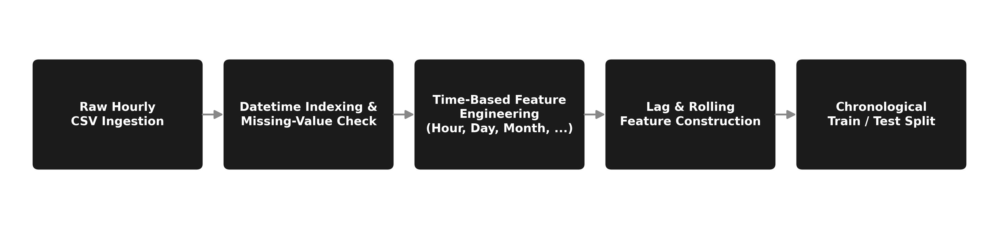 Raw Hourly
CSV Ingestion
Datetime Indexing &
Missing-Value Check
Time-Based Feature
Engineering
(Hour, Day, Month, ...)
Lag & Rolling
Feature Construction
Chronological
Train / Test Split